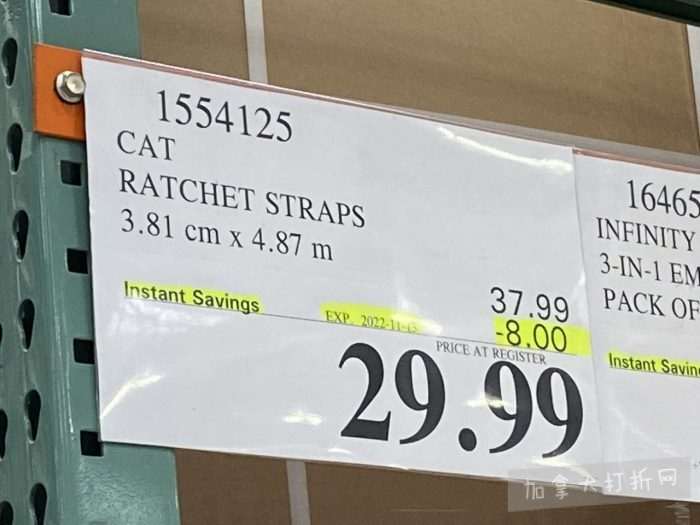 1554125
CAT
RATCHET STRAPS
3.81 cm x 4.87 m
37.99
Instant Savings
EXP. 2022-11-13
-8.00
PRICE AT REGISTER
29.99
16465
INFINITY
3-IN-1 EM
PACK OF
Instant Savin
加拿大打折网